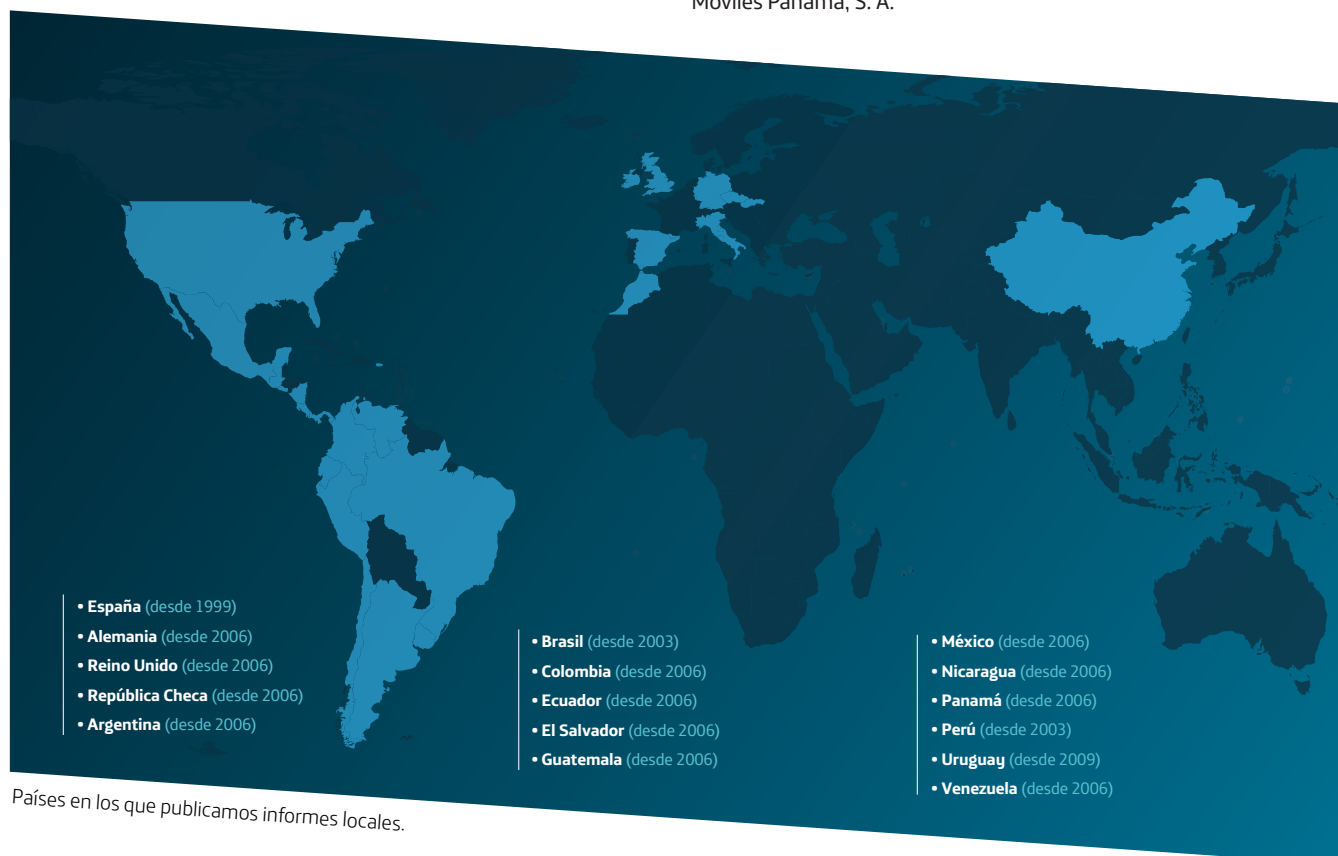 Móviles Panamá, S. A.
• España (desde 1999)
• Alemania (desde 2006)
• Reino Unido (desde 2006)
• República Checa (desde 2006)
• Argentina (desde 2006)
• Brasil (desde 2003)
• Colombia (desde 2006)
• Ecuador (desde 2006)
• El Salvador (desde 2006)
• Guatemala (desde 2006)
• México (desde 2006)
• Nicaragua (desde 2006)
• Panamá (desde 2006)
• Perú (desde 2003)
• Uruguay (desde 2009)
• Venezuela (desde 2006)
Países en los que publicamos informes locales.